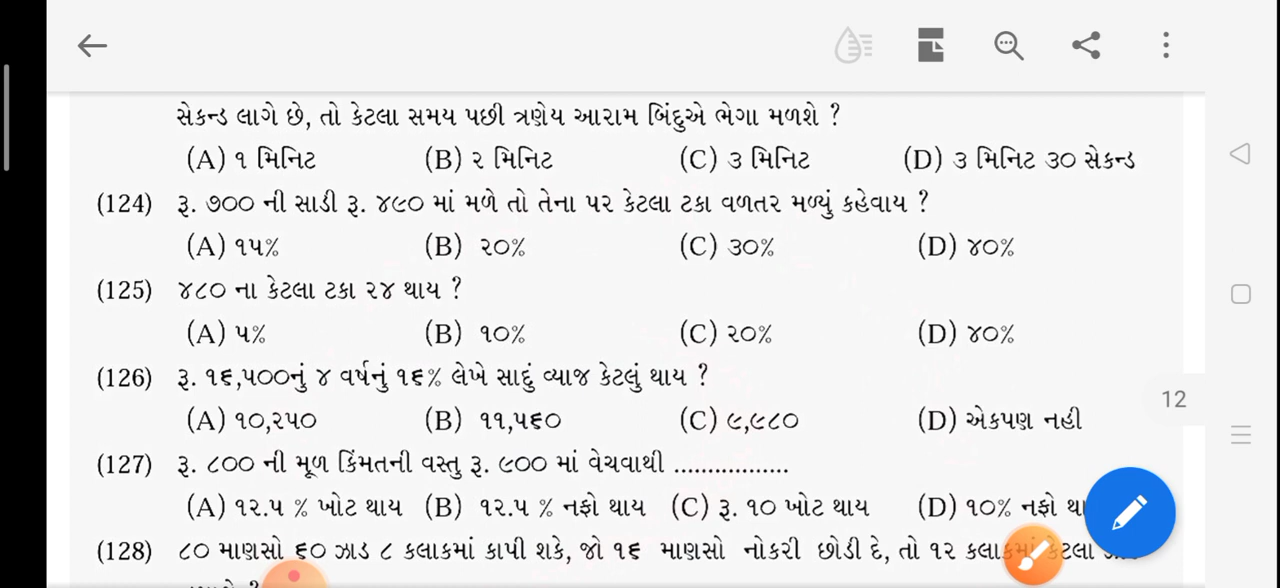 સેકન્ડ લાગે છે, તો કેટલા સમય પછી ત્રણેય આરામ બિંદુએ ભેગા મળશે ?
(A) ૧ મિનિટ (B) ૨ મિનિટ (C) ૩ મિનિટ (D) ૩ મિનિટ ૩૦ સેકન્ડ
(124) રૂ. ૭૦૦ ની સાડી રૂ. ૪૯૦ માં મળે તો તેના પર કેટલા ટકા વળતર મળ્યું કહેવાય ?
(A) ૧૫% (B) ૨૦% (C) ૩૦% (D) ૪૦%
(125) ૪૮૦ ના કેટલા ટકા ૨૪ થાય ?
(A) ૫% (B) ૧૦% (C) ૨૦% (D) ૪૦%
(126) રૂ. ૧૬,૫૦૦નું ૪ વર્ષનું ૧૬% લેખે સાદું વ્યાજ કેટલું થાય ?
12
(A) ૧૦,૨૫૦ (B) ૧૧,૫૬૦ (C) ૯,૯૮૦ (D) એકપણ નહી
(127) રૂ. ૮૦૦ ની મૂળ કિંમતની વસ્તુ રૂ. ૯૦૦ માં વેચવાથી .................
(A) ૧૨.૫ % ખોટ થાય (B) ૧૨.૫ % નફો થાય (C) રૂ. ૧૦ ખોટ થાય (D) ૧૦% નફો
(128) ૮૦ માણસો ૬૦ ઝાડ ૮ કલાકમાં કાપી શકે, જો ૧૬ માણસો નોકરી છોડી દે, તો ૧૨